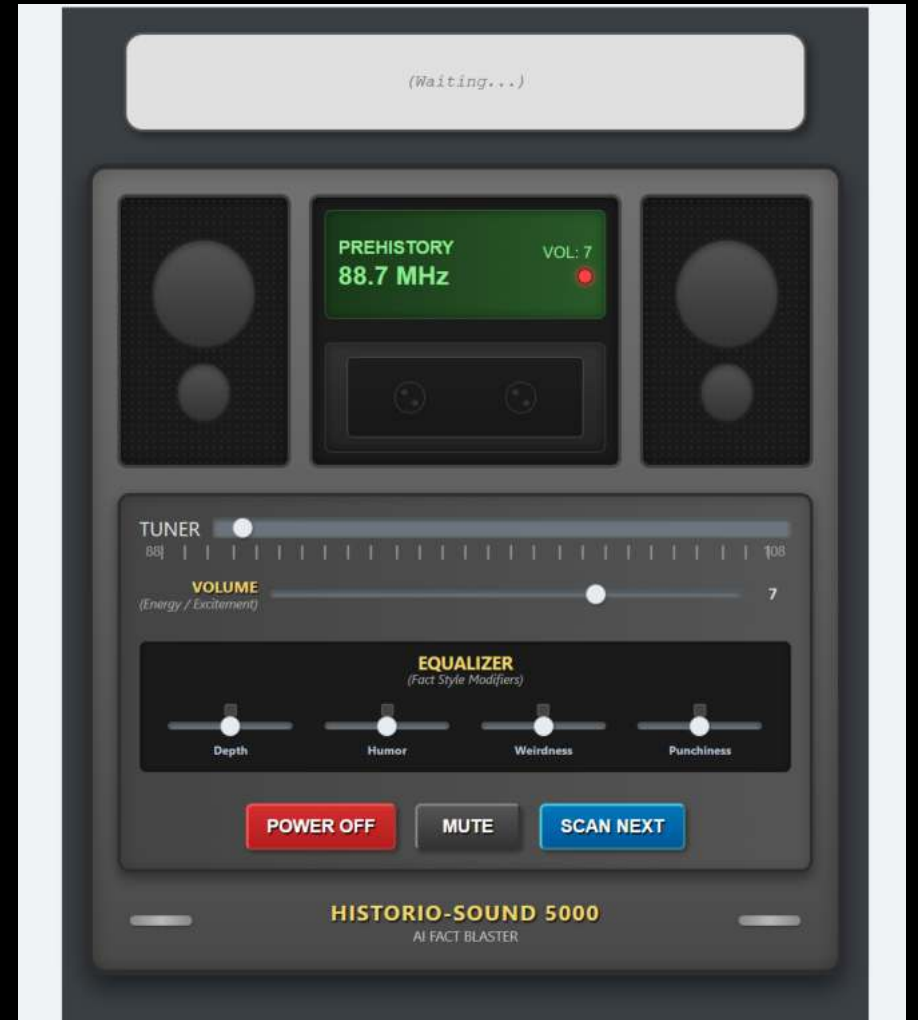 (Waiting...)
PREHISTORY
88.7 MHz
VOL: 7
TUNER
88
108
VOLUME
(Energy / Excitement)
7
EQUALIZER
(Fact Style Modifiers)
Depth
Humor
Weirdness
Punchiness
POWER OFF
MUTE
SCAN NEXT
HISTORIO-SOUND 5000
AI FACT BLASTER